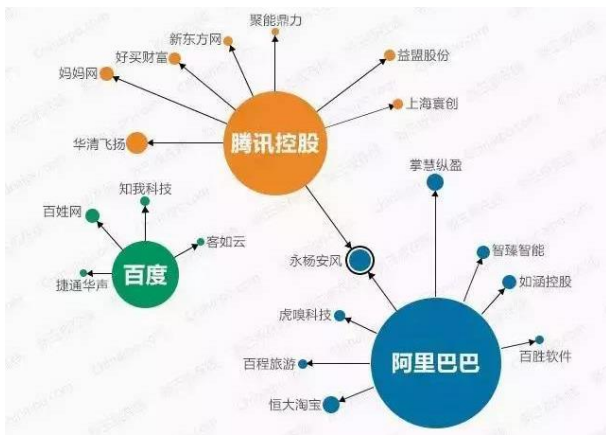 聚能鼎力
新东方网
好买财富
益盟股份
妈妈网
上海寰创
腾讯控股
华清飞扬
掌慧纵盈
知我科技
百姓网
客如云
智臻智能
永杨安风
百度
如涵控股
捷通华声
虎嗅科技
百胜软件
百程旅游
阿里巴巴
恒大淘宝